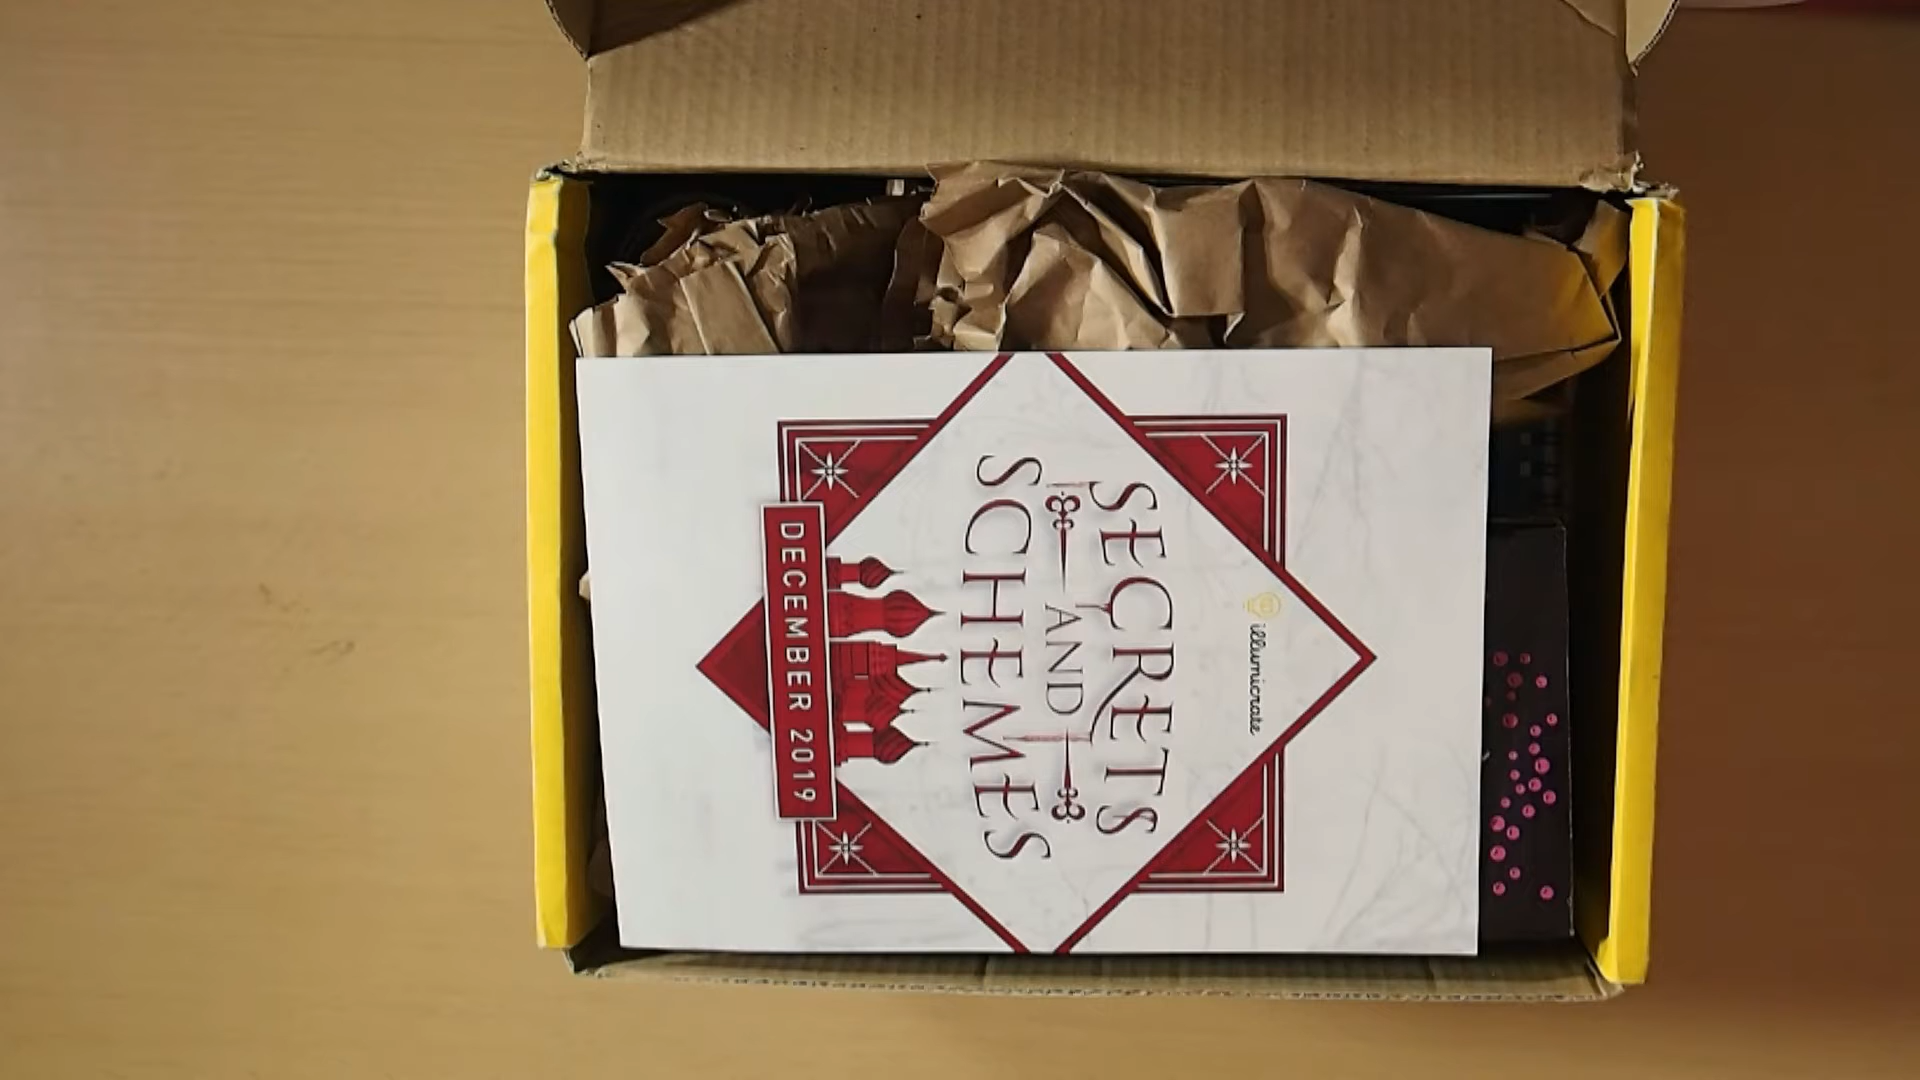 illumicrate
SECRETS
AND
SCHEMES
DECEMBER 2019